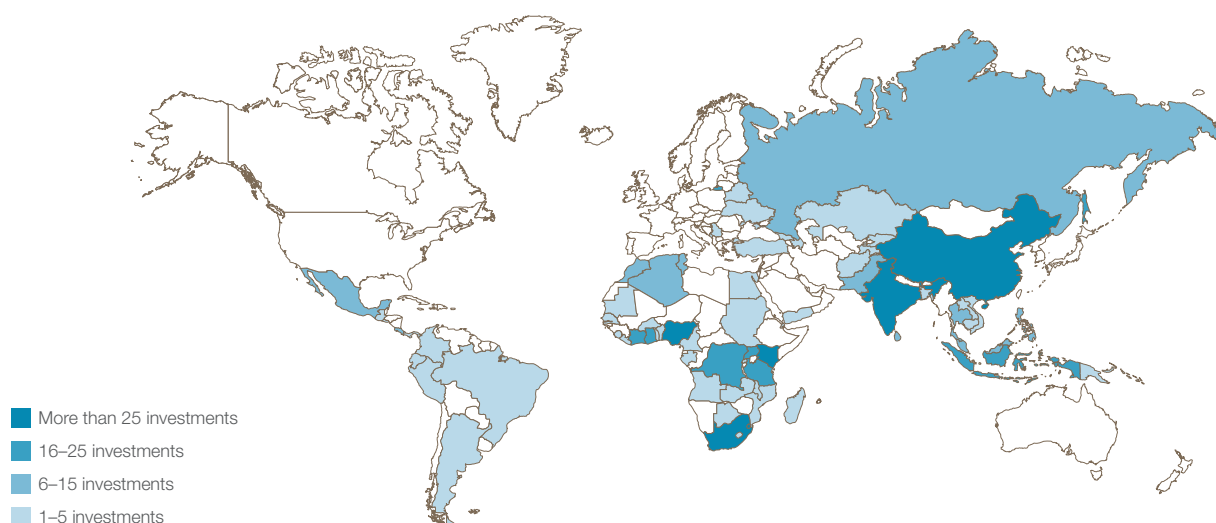 More than 25 investments
16–25 investments
6–15 investments
1–5 investments